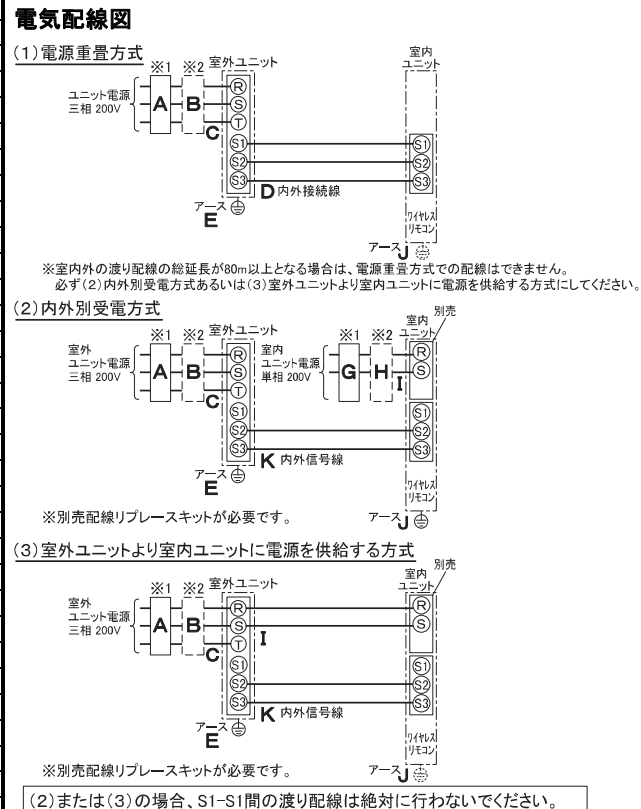 電気配線図
(1)電源重畳方式
※1 ※2 室外ユニット
室内
ユニット
ユニット電源
三相 200V
A B C
R
S
T
S1 S1
S2 S2
S3 S3
D 内外接続線
アース
E
ワイヤレス
リモコン
アース J
※室内外の渡り配線の総延長が80m以上となる場合は、電源重畳方式での配線はできません。
必ず(2)内外別受電方式あるいは(3)室外ユニットより室内ユニットに電源を供給する方式にしてください。
(2)内外別受電方式
※1 ※2 室外ユニット
※1 ※2
室内
ユニット
別売
室外
ユニット電源
三相 200V
A B C
R
S
T
室内
ユニット電源
単相 200V
G H I
R
S
S1 S1
S2 S2
S3 S3
K 内外信号線
アース
E
ワイヤレス
リモコン
※別売配線リプレースキットが必要です。
アース J
(3)室外ユニットより室内ユニットに電源を供給する方式
※1 ※2 室外ユニット
室内
ユニット
別売
室外
ユニット電源
三相 200V
A B C
R R
S S
T
I
S1 S1
S2 S2
S3 S3
K 内外信号線
アース
E
ワイヤレス
リモコン
※別売配線リプレースキットが必要です。
アース J
(2)または(3)の場合、S1-S1間の渡り配線は絶対に行わないでください。